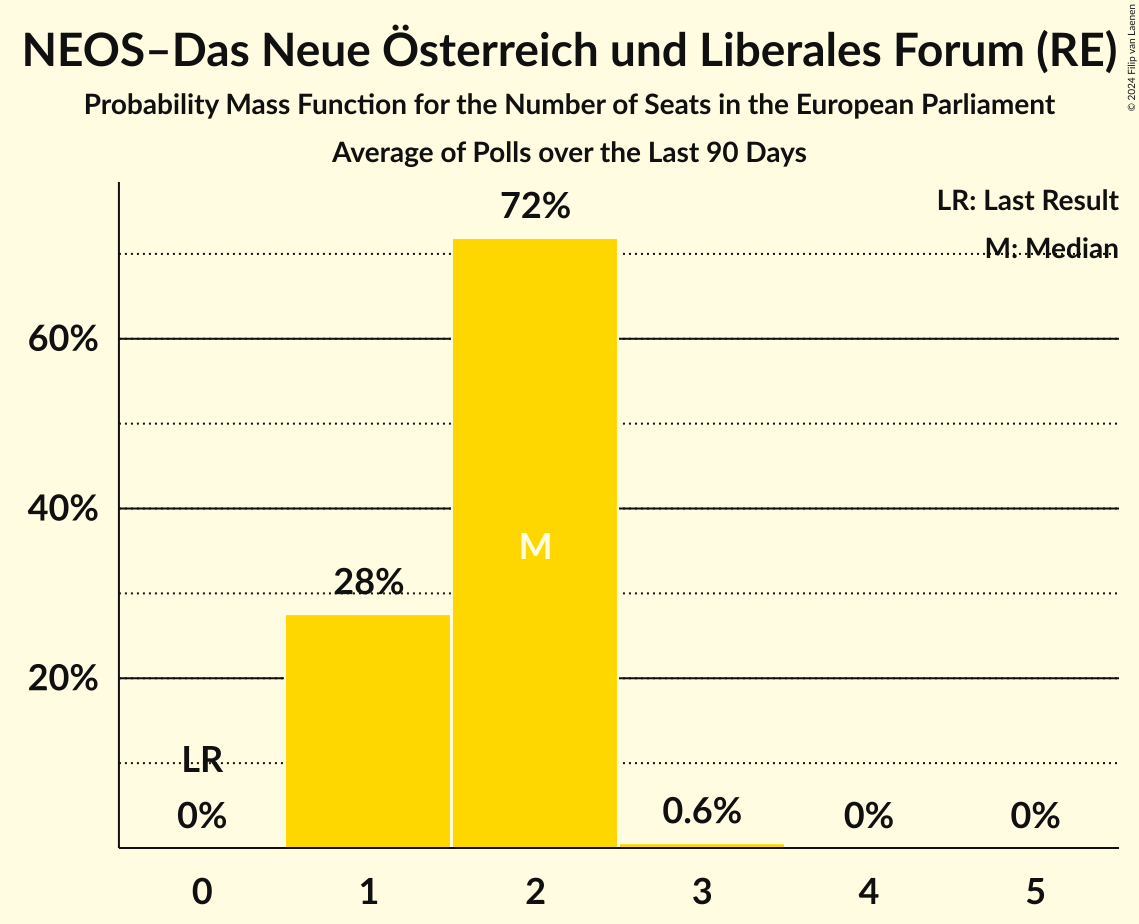 NEOS–Das Neue Österreich und Liberales Forum (RE)
Probability Mass Function for the Number of Seats in the European Parliament
Average of Polls over the Last 90 Days
© 2024 Filip van Laenen
LR: Last Result
M: Median
72%
60%
40%
M
28%
20%
LR
0%
0.6%
0%
0%
0 1 2 3 4 5